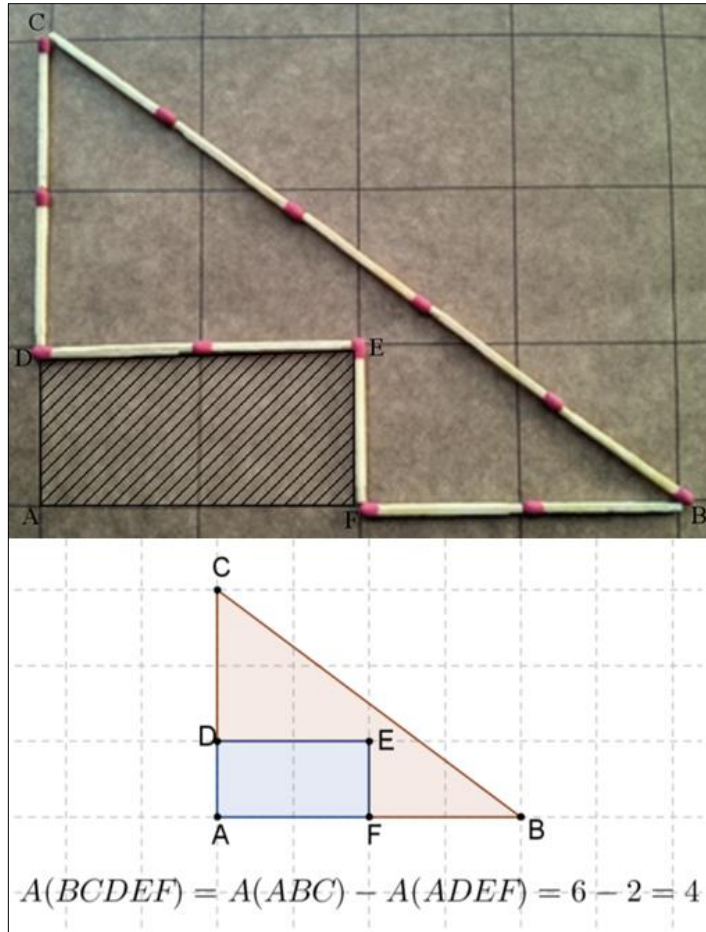 C
D
E
A
F
B
C
D
E
A
F
B
A(BCDEF) = A(ABC) − A(ADEF) = 6 − 2 = 4